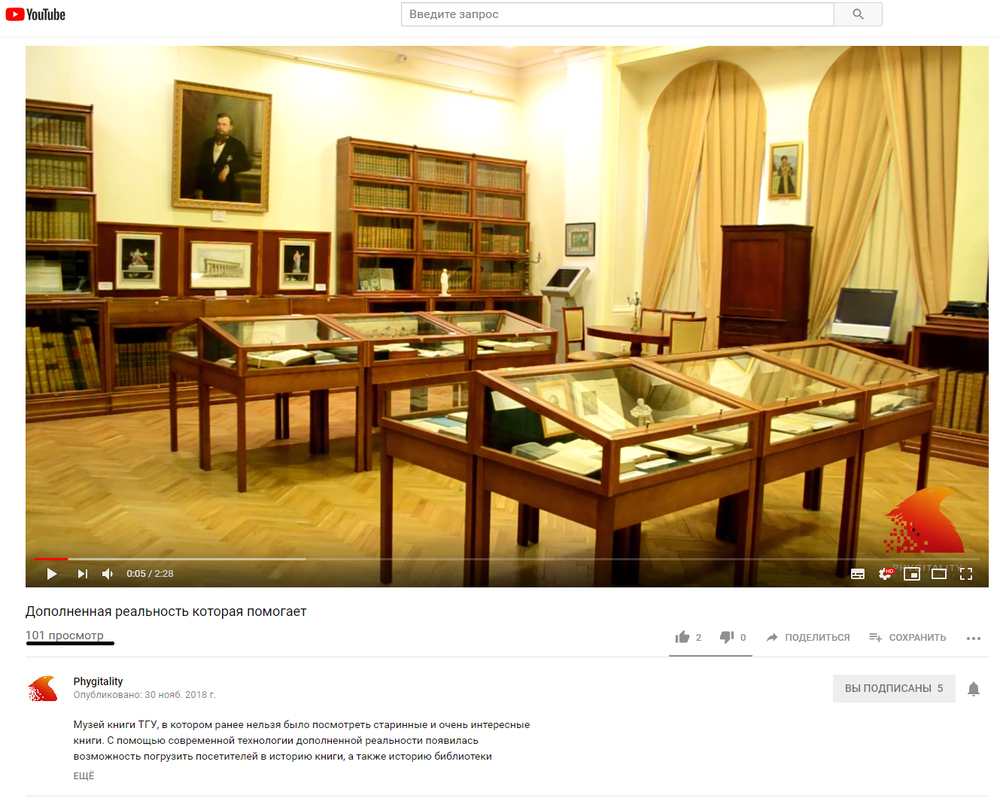 YouTube
Введите запрос
PHYGITALITY
0:05 / 2:28
HD
Дополненная реальность которая помогает
101 просмотр
2
0
ПОДЕЛИТЬСЯ
СОХРАНИТЬ
Phygitality
Опубликовано: 30 нояб. 2018 г.
ВЫ ПОДПИСАНЫ 5
Музей книги ТГУ, в котором ранее нельзя было посмотреть старинные и очень интересные
книги. С помощью современной технологии дополненной реальности появилась
возможность погрузить посетителей в историю книги, а также историю библиотеки
ЕЩЁ